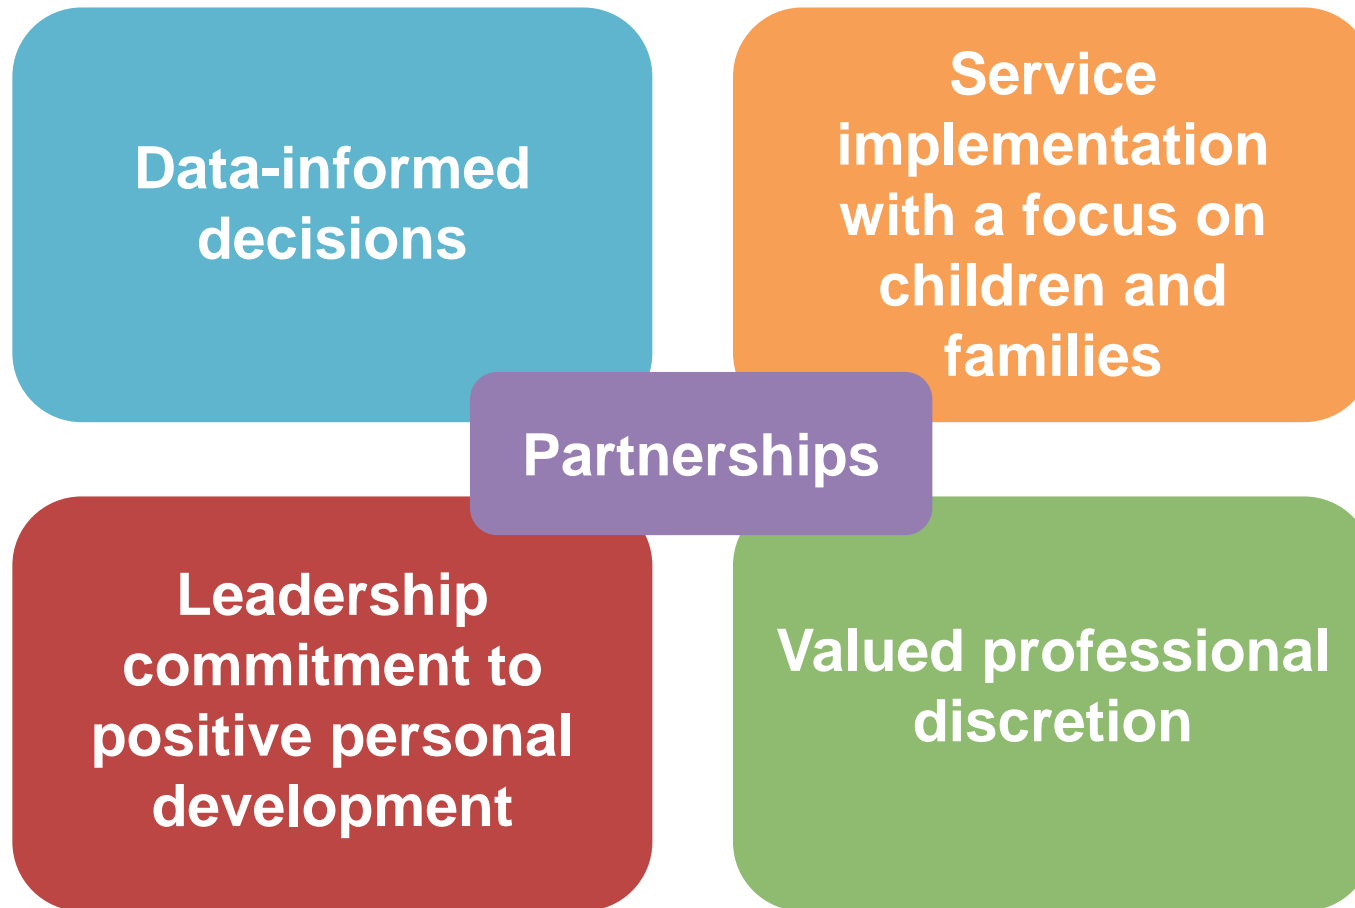 Data-informed
decisions
Service
implementation
with a focus on
children and
families
Partnerships
Leadership
commitment to
positive personal
development
Valued professional
discretion